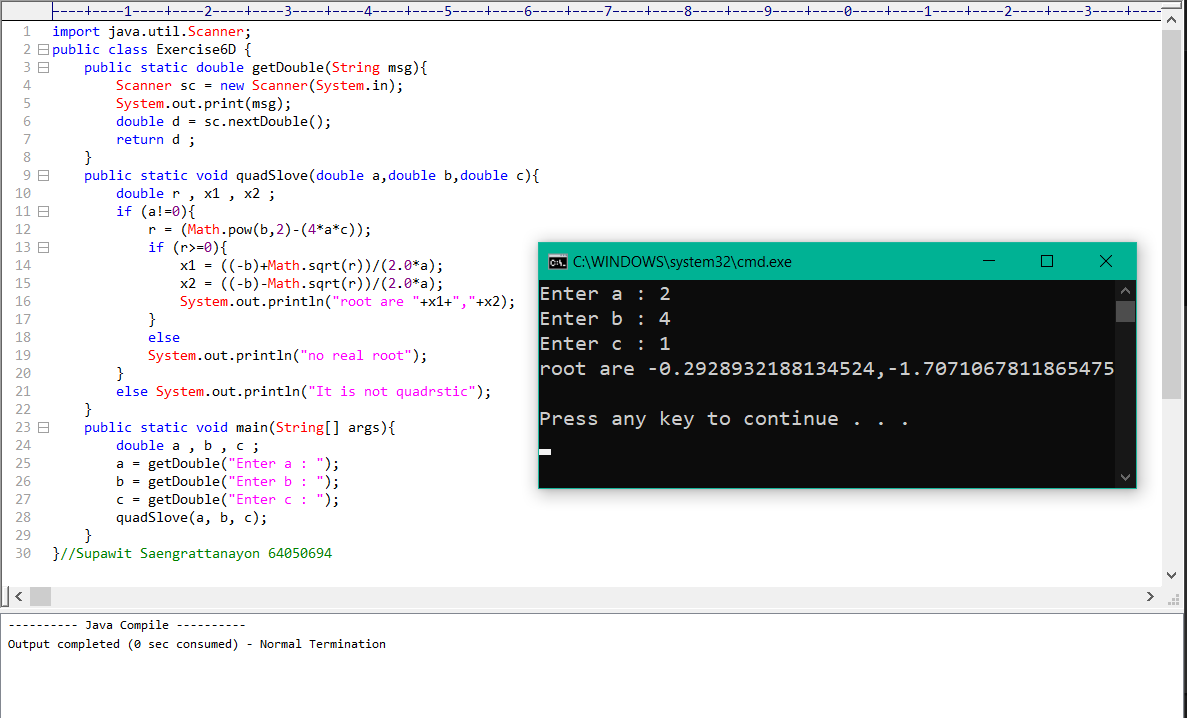 |----+----1----+----2----+----3----+----4----+----5----+----6----+----7----+----8----+----9----+----0----+----1----+----2----+----3----+---
1 import java.util.Scanner;
2 public class Exercise6D {
3 public static double getDouble(String msg){
4 Scanner sc = new Scanner(System.in);
5 System.out.print(msg);
6 double d = sc.nextDouble();
7 return d ;
8 }
9 public static void quadSlove(double a,double b,double c){
10 double r , x1 , x2 ;
11 if (a!=0){
12 r = (Math.pow(b,2)-(4*a*c));
13 if (r>=0){
14 x1 = ((-b)+Math.sqrt(r))/(2.0*a);
15 x2 = ((-b)-Math.sqrt(r))/(2.0*a);
16 System.out.println("root are "+x1+","+x2);
17 }
18 else
19 System.out.println("no real root");
20 }
21 else System.out.println("It is not quadrstic");
22 }
23 public static void main(String[] args){
24 double a , b , c ;
25 a = getDouble("Enter a : ");
26 b = getDouble("Enter b : ");
27 c = getDouble("Enter c : ");
28 quadSlove(a, b, c);
29 }
30 }//Supawit Saengrattanayon 64050694
C:\WINDOWS\system32\cmd.exe
Enter a : 2
Enter b : 4
Enter c : 1
root are -0.2928932188134524,-1.7071067811865475
Press any key to continue . . .
---------- Java Compile ----------
Output completed (0 sec consumed) - Normal Termination